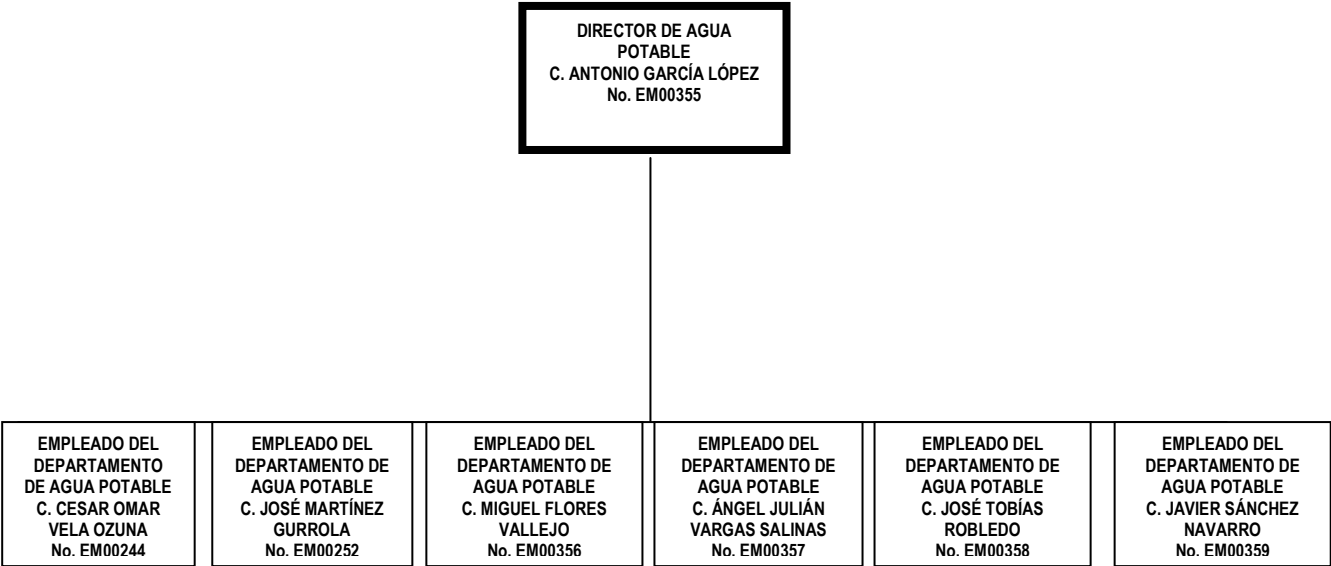 DIRECTOR DE AGUA
POTABLE
C. ANTONIO GARCÍA LÓPEZ
No. EM00355
EMPLEADO DEL
DEPARTAMENTO
DE AGUA POTABLE
C. CESAR OMAR
VELA OZUNA
No. EM00244
EMPLEADO DEL
DEPARTAMENTO DE
AGUA POTABLE
C. JOSÉ MARTÍNEZ
GURROLA
No. EM00252
EMPLEADO DEL
DEPARTAMENTO DE
AGUA POTABLE
C. MIGUEL FLORES
VALLEJO
No. EM00356
EMPLEADO DEL
DEPARTAMENTO DE
AGUA POTABLE
C. ÁNGEL JULIÁN
VARGAS SALINAS
No. EM00357
EMPLEADO DEL
DEPARTAMENTO DE
AGUA POTABLE
C. JOSÉ TOBÍAS
ROBLEDO
No. EM00358
EMPLEADO DEL
DEPARTAMENTO DE
AGUA POTABLE
C. JAVIER SÁNCHEZ
NAVARRO
No. EM00359